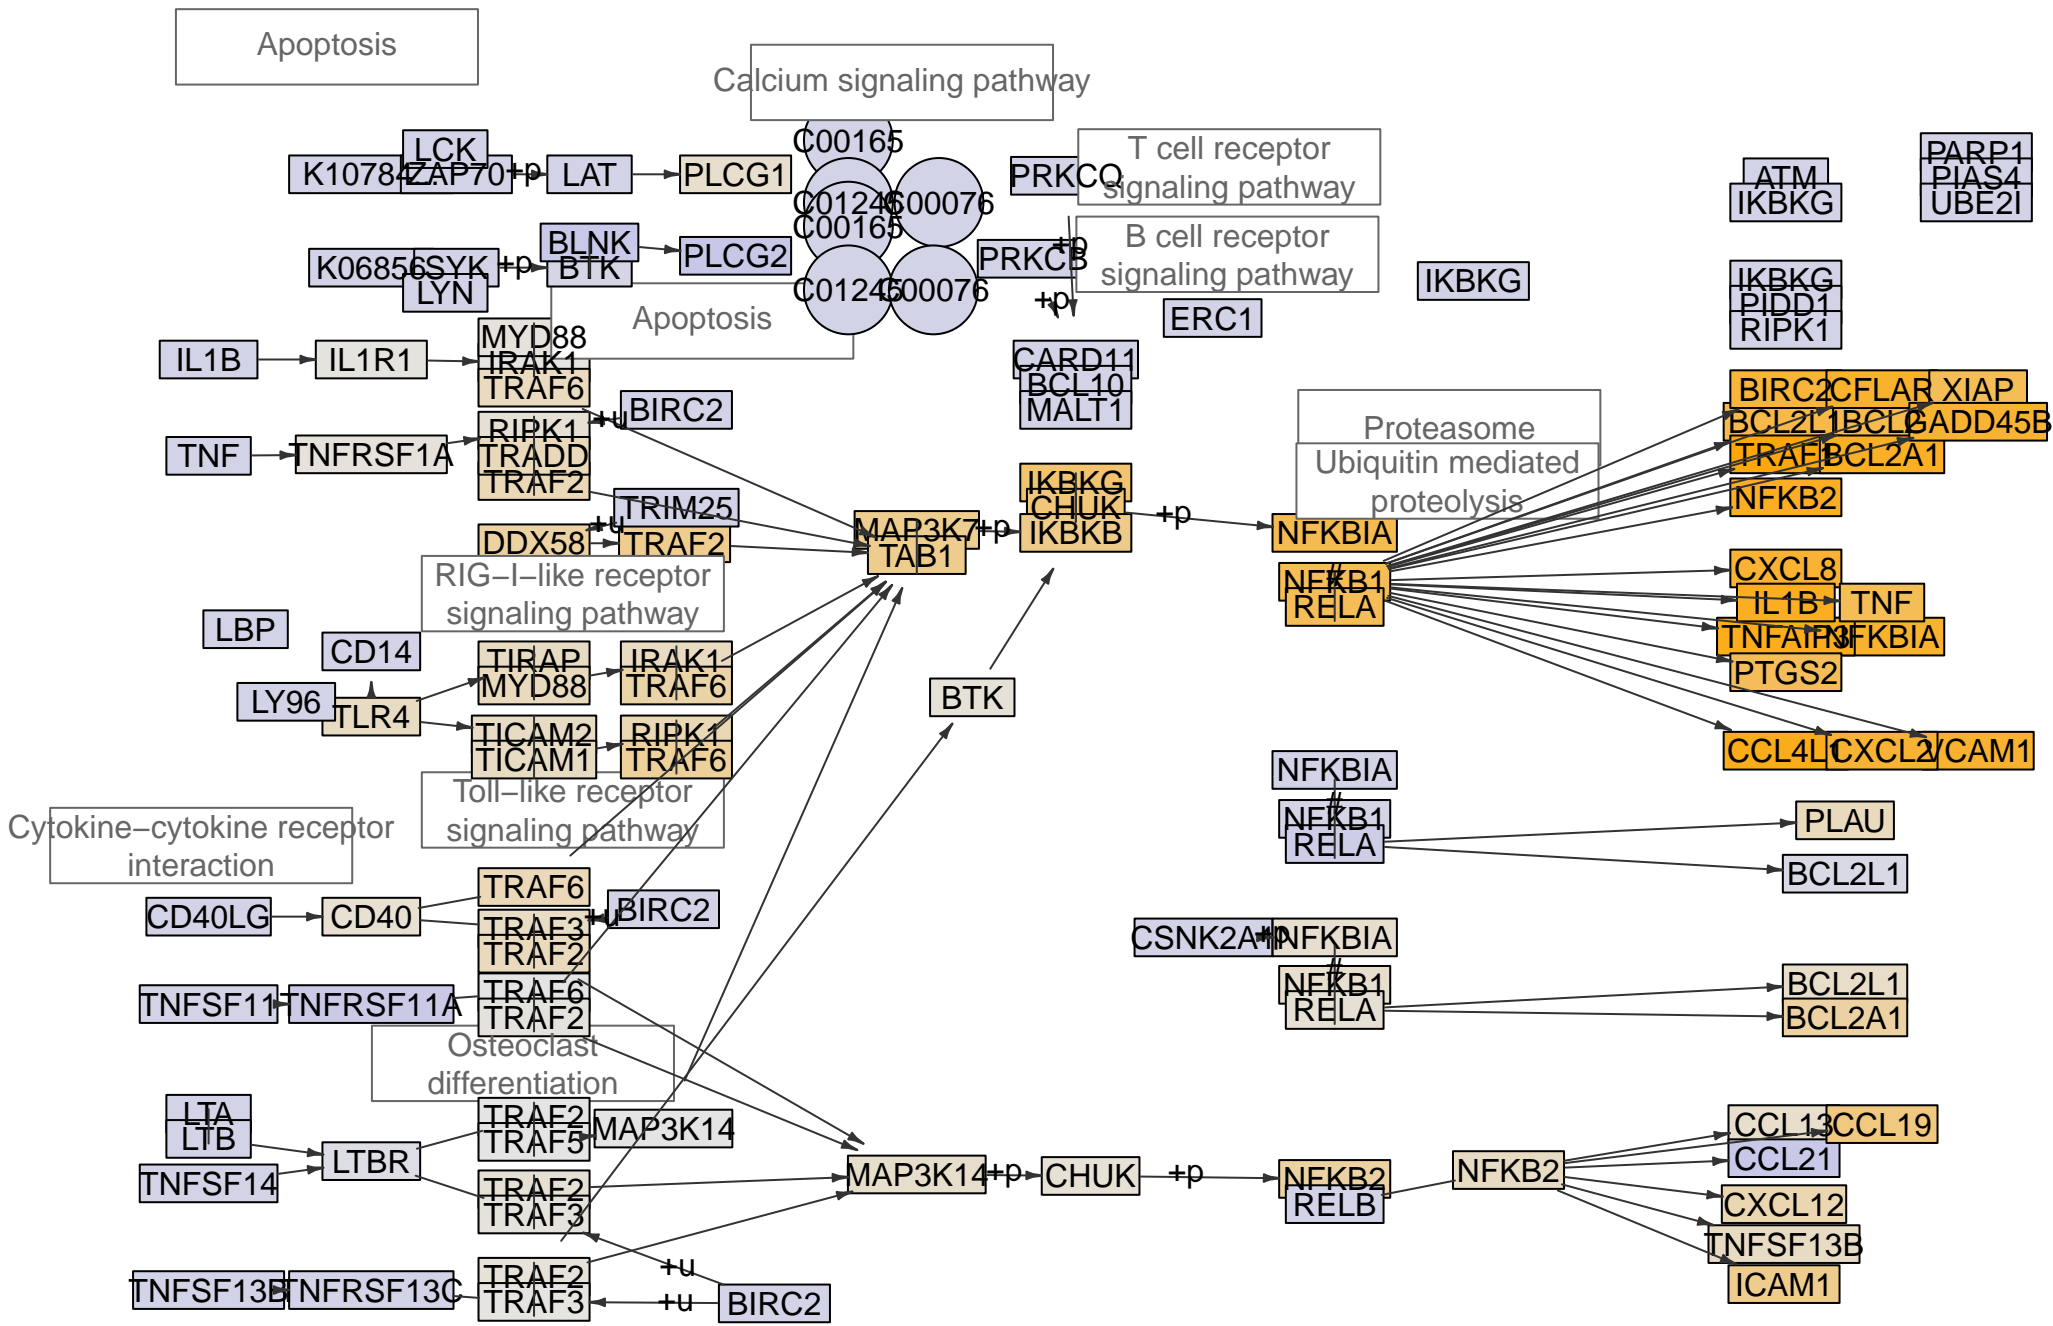 Apoptosis
Calcium signaling pathway
C00165
LCK
K10784
ZAP70
+p
LAT
PLCG1
PRKCQ
T cell receptor
signaling pathway
PARP1
PIAS4
UBE2I
ATM
IKBKG
C01245
C00076
C00165
BLNK
BTK
PLCG2
K06856
SYK
LYN
+p
C01245
C00076
PRKCB
+p
+p
B cell receptor
signaling pathway
ERC1
IKBKG
IKBKG
PIDD1
RIPK1
Apoptosis
IL1B
IL1R1
MYD88
IRAK1
TRAF6
CARD11
BCL10
MALT1
BIRC2
CFLAR
XIAP
BCL2L1
BCL2
GADD45B
TRAF1
BCL2A1
NFKB2
TNF
TNFRSF1A
RIPK1
TRADD
TRAF2
+u
BIRC2
Proteasome
Ubiquitin mediated
proteolysis
TRIM25
+u
DDX58
TRAF2
MAP3K7
TAB1
+p
IKBKG
CHUK
IKBKB
+p
NFKBIA
NFKB1
RELA
CXCL8
IL1B
TNF
TNFAIP3
NFKBIA
PTGS2
RIG−I−like receptor
signaling pathway
LBP
CD14
LY96
TLR4
TIRAP
MYD88
IRAK1
TRAF6
TICAM2
TICAM1
RIPK1
TRAF6
BTK
CCL4L1
CXCL2
VCAM1
Toll−like receptor
signaling pathway
Cytokine−cytokine receptor
interaction
NFKBIA
NFKB1
RELA
PLAU
BCL2L1
CD40LG
CD40
TRAF6
TRAF3
TRAF2
+u
BIRC2
CSNK2A1
+p
NFKBIA
NFKB1
RELA
BCL2L1
BCL2A1
TNFSF11
TNFRSF11A
TRAF6
TRAF2
Osteoclast
differentiation
LTA
LTB
TNFSF14
LTBR
TRAF2
TRAF5
MAP3K14
TRAF2
TRAF3
MAP3K14
+p
CHUK
+p
NFKB2
RELB
NFKB2
CCL13
CCL19
CCL21
CXCL12
TNFSF13B
ICAM1
TNFSF13B
TNFRSF13C
TRAF2
TRAF3
+u
+u
BIRC2